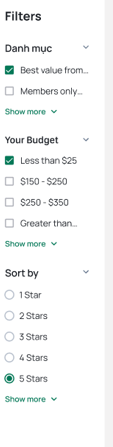 Filters
Danh mục
Best value from...
Members only...
Show more
Your Budget
Less than $25
$150 - $250
$250 - $350
Greater than...
Show more
Sort by
1 Star
2 Stars
3 Stars
4 Stars
5 Stars
Show more